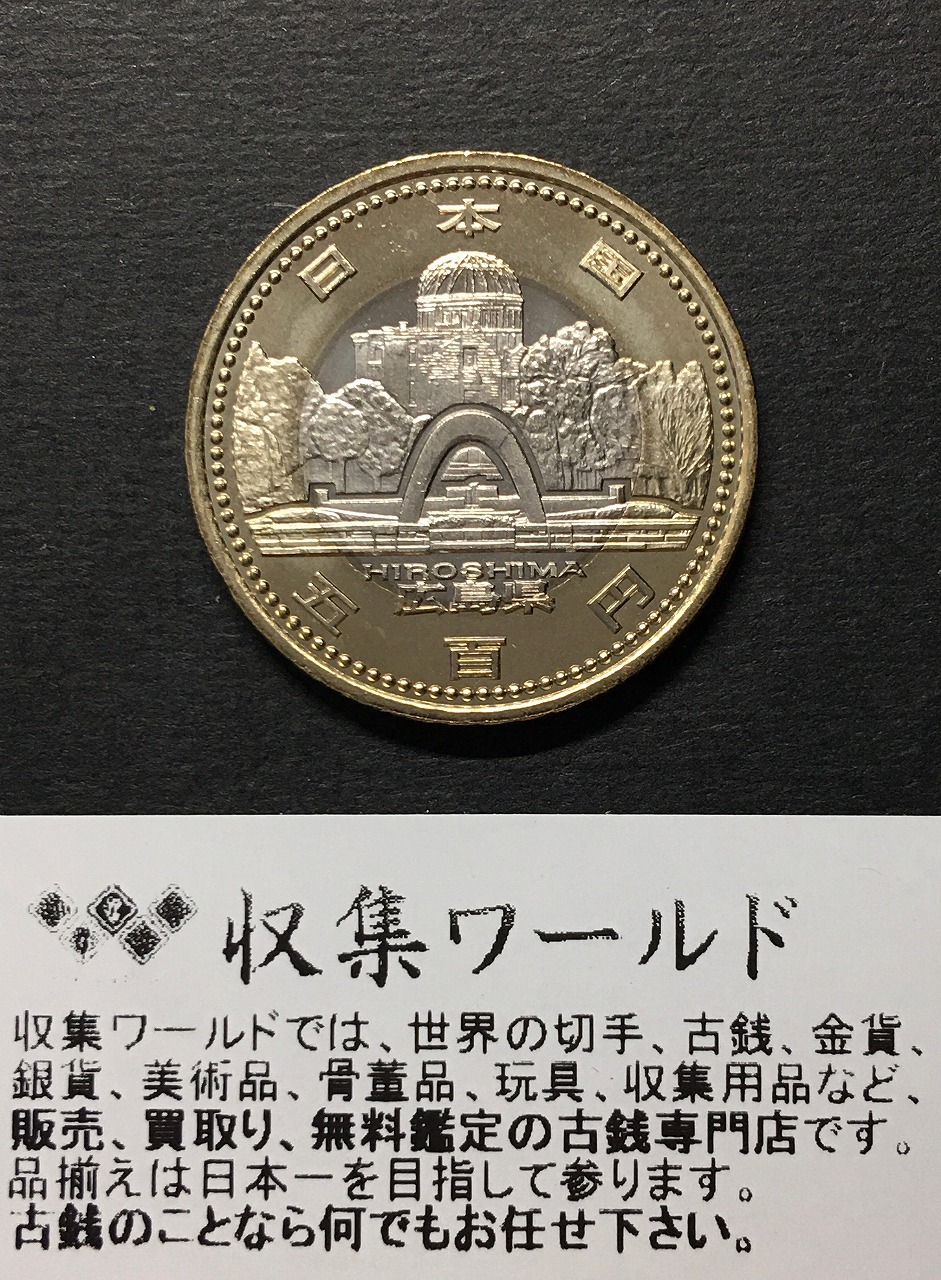 日本国
HIROSHIMA
広島県
五百円
収集ワールド
収集ワールドでは、世界の切手、古銭、金貨、
銀貨、美術品、骨董品、玩具、収集用品など、
販売、買取り、無料鑑定の古銭専門店です。
品揃えは日本一を目指して参ります。
古銭のことなら何でもお任せ下さい。